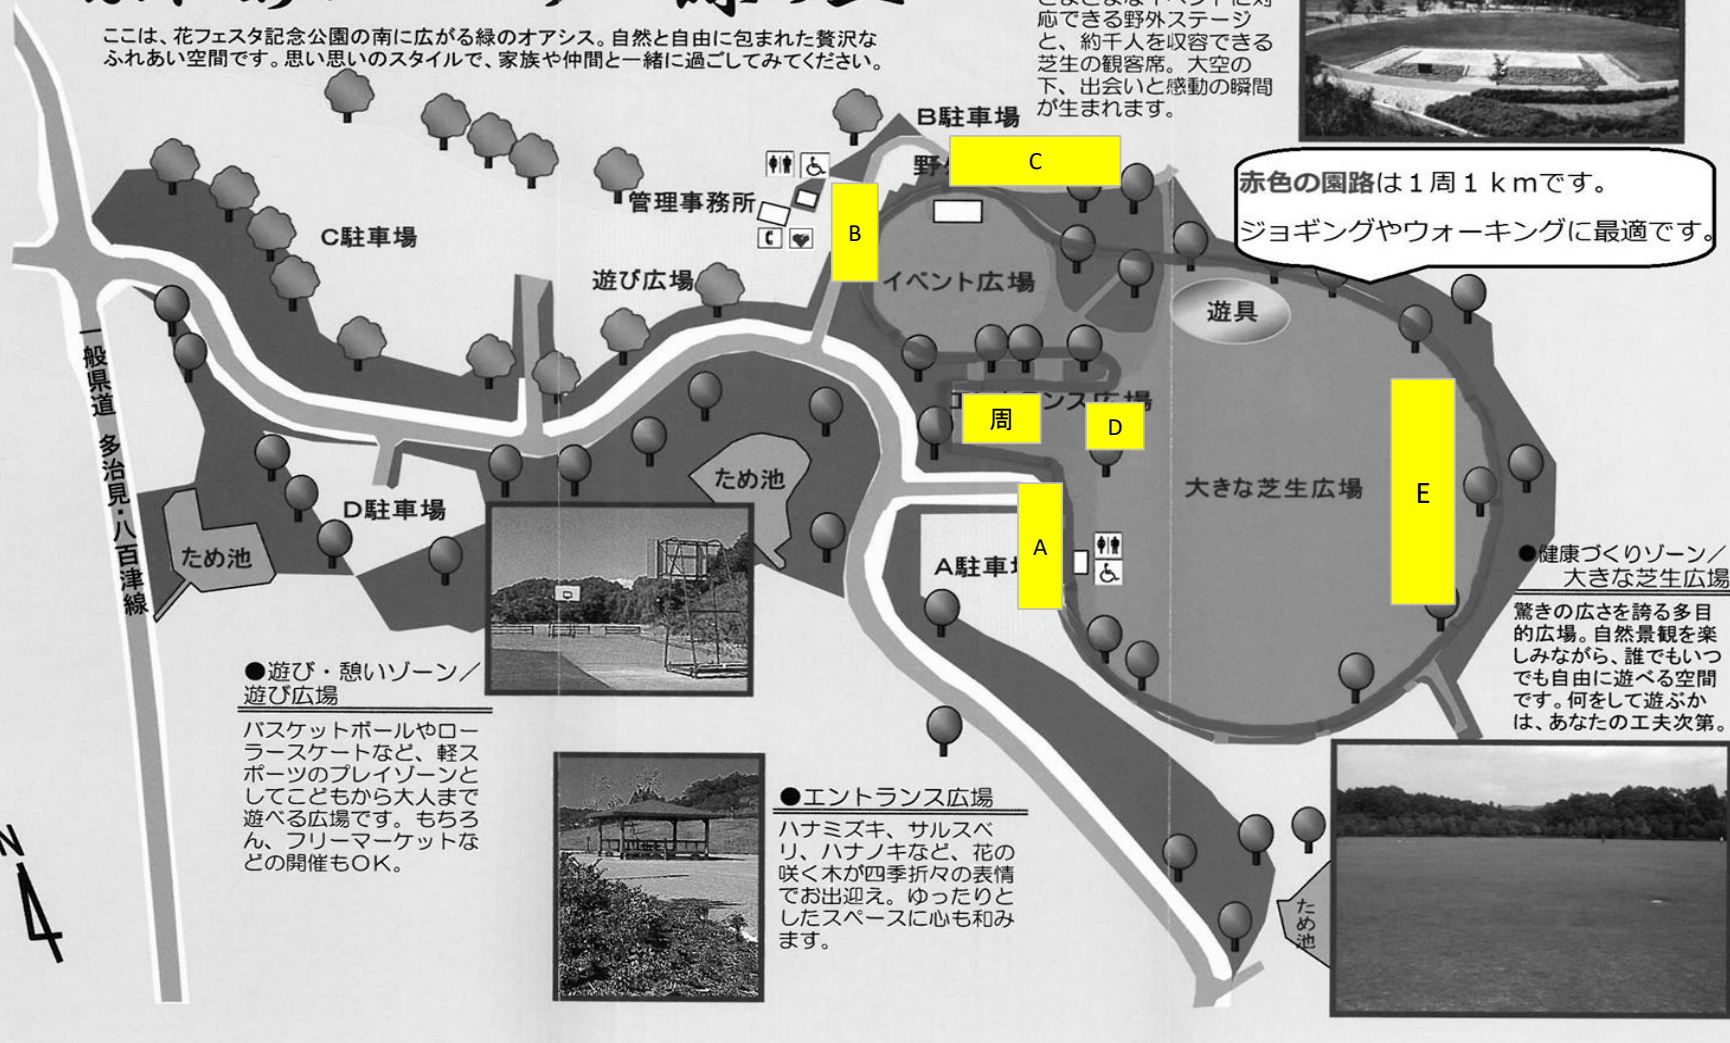 ここは、花フェスタ記念公園の南に広がる緑のオアシス。自然と自由に包まれた贅沢な
ふれあい空間です。思い思いのスタイルで、家族や仲間と一緒に過ごしてみてください。
応できる野外ステージ
と、約千人を収容できる
芝生の観客席。大空の
下、出会いと感動の瞬間
が生まれます。
B駐車場
野
C
赤色の園路は１周１ｋｍです。
ジョギングやウォーキングに最適です。
管理事務所
B
C駐車場
遊び広場
イベント広場
遊具
一般県道 多治見・八百津線
エントランス広場
周
D
大きな芝生広場
E
ため池
D駐車場
ため池
A駐車場
A
●健康づくりゾーン／
大きな芝生広場
驚きの広さを誇る多目
的広場。自然景観を楽
しみながら、誰でもいつ
でも自由に遊べる空間
です。何をして遊ぶか
は、あなたの工夫次第。
●遊び・憩いゾーン／
遊び広場
バスケットボールやロー
ラースケートなど、軽ス
ポーツのプレイゾーンと
してこどもから大人まで
遊べる広場です。もちろ
ん、フリーマーケットな
どの開催もOK。
●エントランス広場
ハナミズキ、サルスベ
リ、ハナノキなど、花の
咲く木が四季折々の表情
でお出迎え。ゆったりと
したスペースに心も和み
ます。
ため池
N